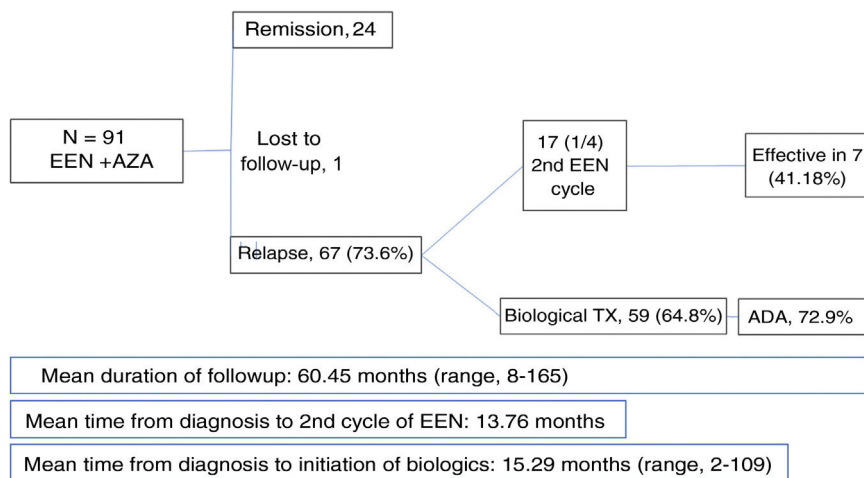 Remission, 24
N = 91
EEN +AZA
Lost to
follow-up, 1
17 (1/4)
2nd EEN
cycle
Effective in 7
(41.18%)
Relapse, 67 (73.6%)
Biological TX, 59 (64.8%)
ADA, 72.9%
Mean duration of followup: 60.45 months (range, 8-165)
Mean time from diagnosis to 2nd cycle of EEN: 13.76 months
Mean time from diagnosis to initiation of biologics: 15.29 months (range, 2-109)